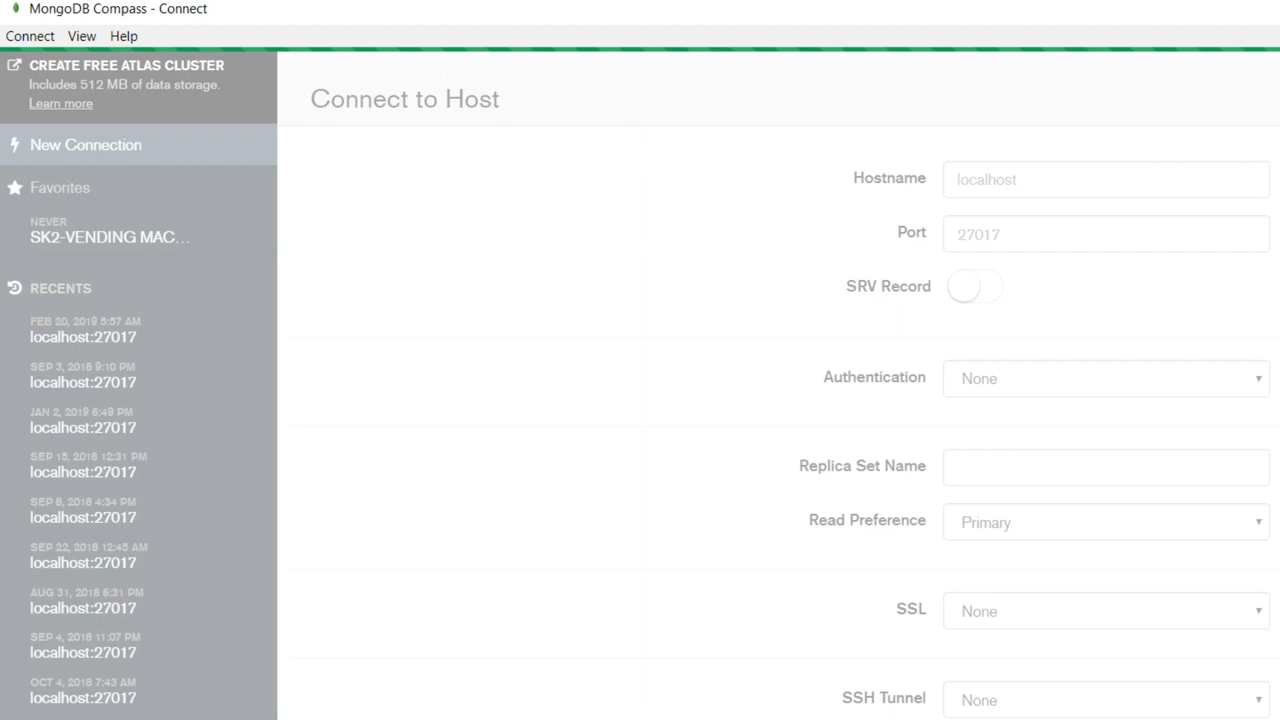 MongoDB Compass - Connect
Connect View Help
CREATE FREE ATLAS CLUSTER
Includes 512 MB of data storage.
Learn more
New Connection
Favorites
NEVER
SK2-VENDING MAC...
RECENTS
FEB 20, 2019 5:57 AM
localhost:27017
SEP 3, 2018 9:10 PM
localhost:27017
JAN 2, 2019 6:49 PM
localhost:27017
SEP 15, 2018 12:31 PM
localhost:27017
SEP 8, 2018 4:34 PM
localhost:27017
SEP 22, 2018 12:45 AM
localhost:27017
AUG 31, 2018 6:31 PM
localhost:27017
SEP 4, 2018 11:07 PM
localhost:27017
OCT 4, 2018 7:43 AM
localhost:27017
Connect to Host
Hostname localhost
Port 27017
SRV Record
Authentication None
Replica Set Name
Read Preference Primary
SSL None
SSH Tunnel None